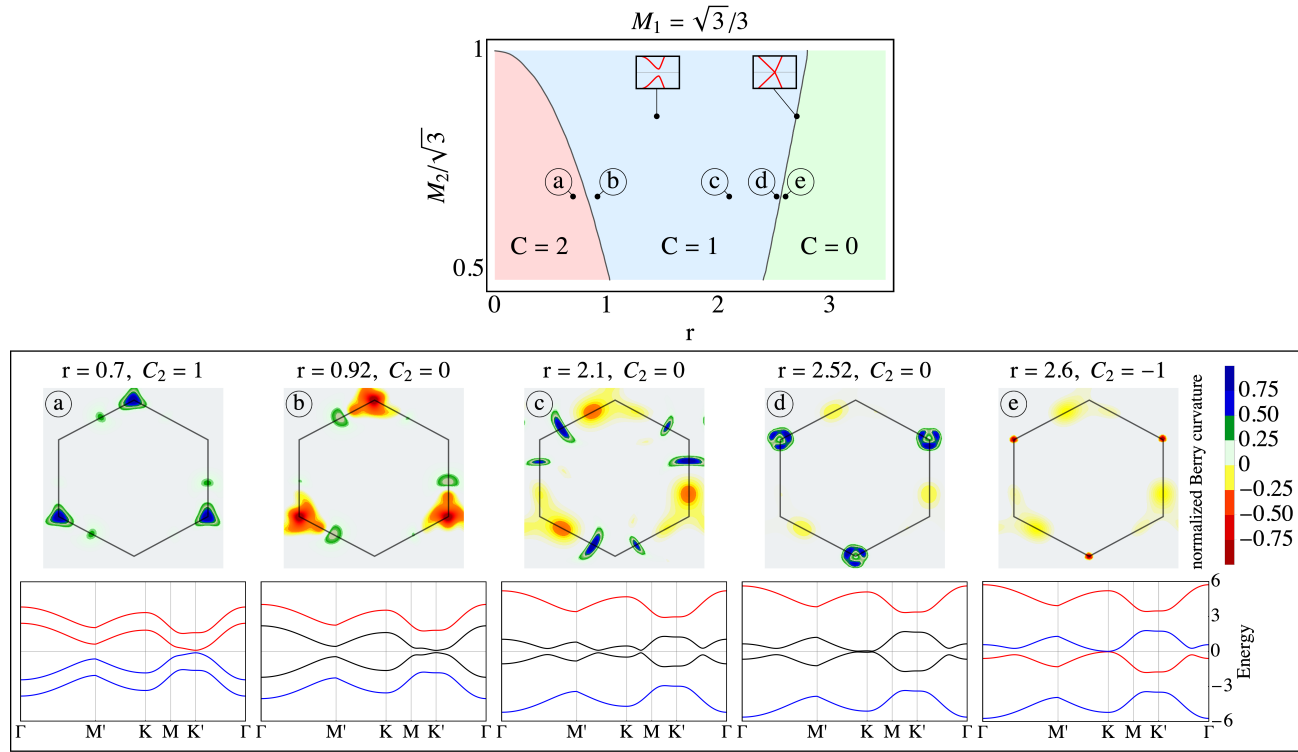 M₁ = √3/3
1
M₂/√3
0.5
a
b
c
d
e
C = 2
C = 1
C = 0
0
1
2
3
r
r = 0.7, C₂ = 1
r = 0.92, C₂ = 0
r = 2.1, C₂ = 0
r = 2.52, C₂ = 0
r = 2.6, C₂ = −1
a
b
c
d
e
0.75
0.50
0.25
0
−0.25
−0.50
−0.75
normalized Berry curvature
6
3
0
−3
−6
Energy
Γ M' K M K' Γ
Γ M' K M K' Γ
Γ M' K M K' Γ
Γ M' K M K' Γ
Γ M' K M K' Γ